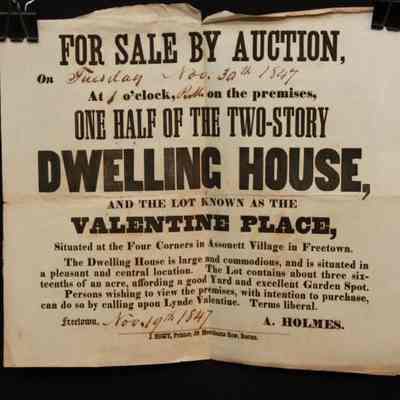 FOR SALE BY AUCTION,
On Tuesday Nov. 30th 1847
At 1 o'clock, P.M. on the premises,
ONE HALF OF THE TWO-STORY
DWELLING HOUSE,
AND THE LOT KNOWN AS THE
VALENTINE PLACE,
Situated at the Four Corners in Assonett Village in Freetown.
The Dwelling House is large and commodious, and is situated in
a pleasant and central location. The Lot contains about three six-
teenths of an acre, affording a good Yard and excellent Garden Spot.
Persons wishing to view the premises, with intention to purchase,
can do so by calling upon Lynde Valentine. Terms liberal.
Freetown, Nov. 19th 1847 A. HOLMES.
Printer, Merchants Row, Boston.